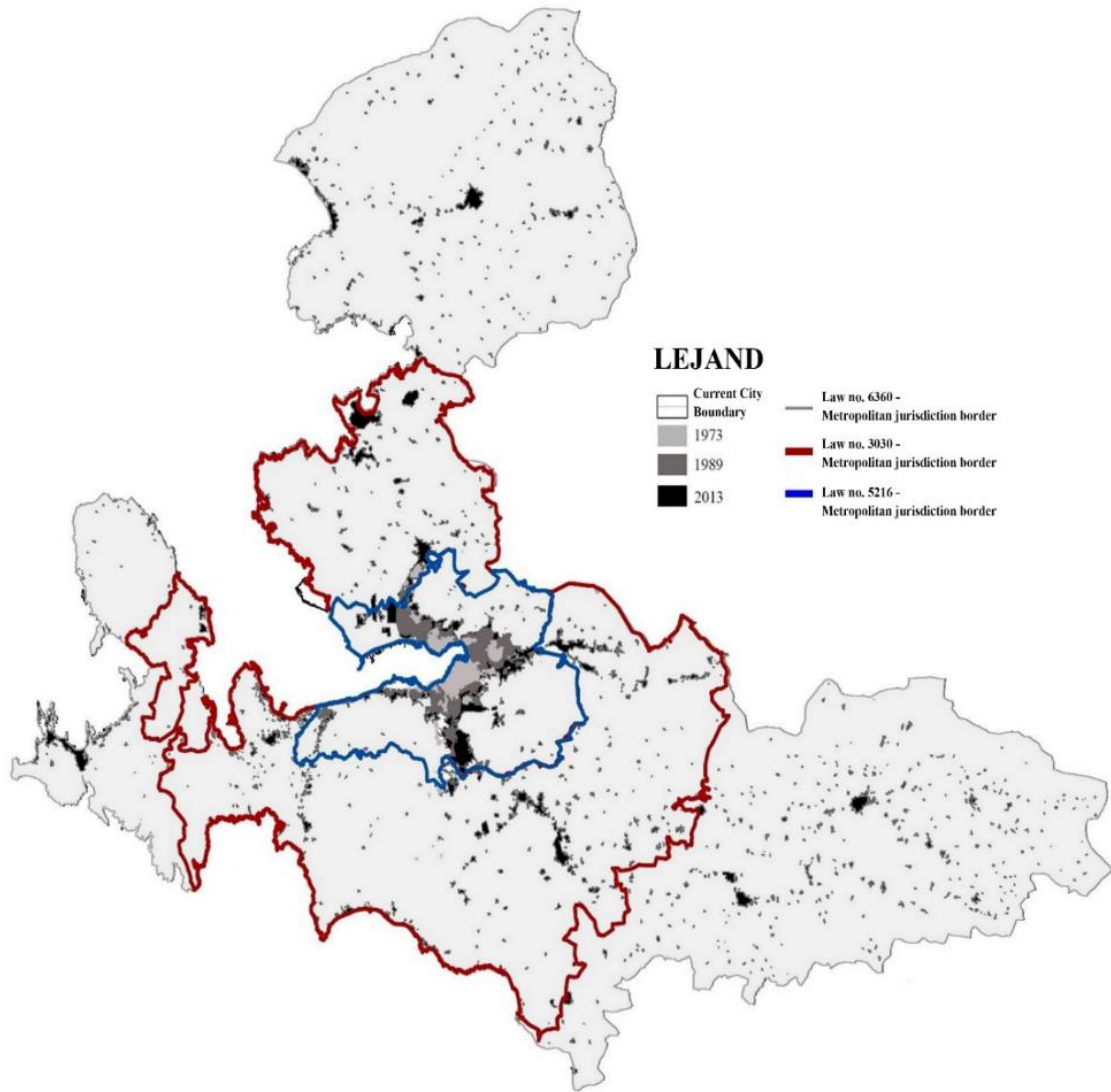 LEJAND
Current City
Boundary
1973
1989
2013
Law no. 6360 -
Metropolitan jurisdiction border
Law no. 3030 -
Metropolitan jurisdiction border
Law no. 5216 -
Metropolitan jurisdiction border